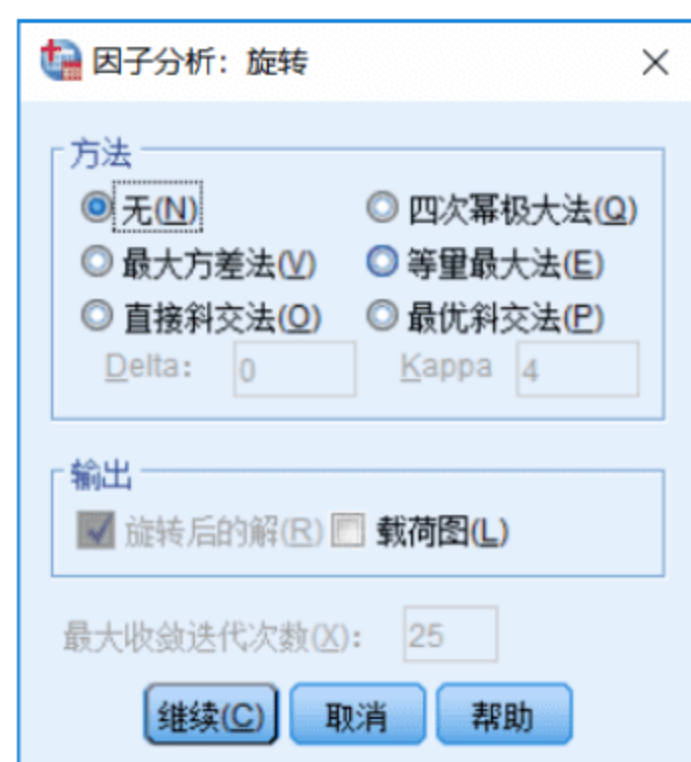 因子分析：旋转
方法
无(N) 四次幂极大法(Q)
最大方差法(V) 等量最大法(E)
直接斜交法(O) 最优斜交法(P)
Delta: 0 Kappa 4
输出
旋转后的解(R) 载荷图(L)
最大收敛迭代次数(X): 25
继续(C) 取消 帮助